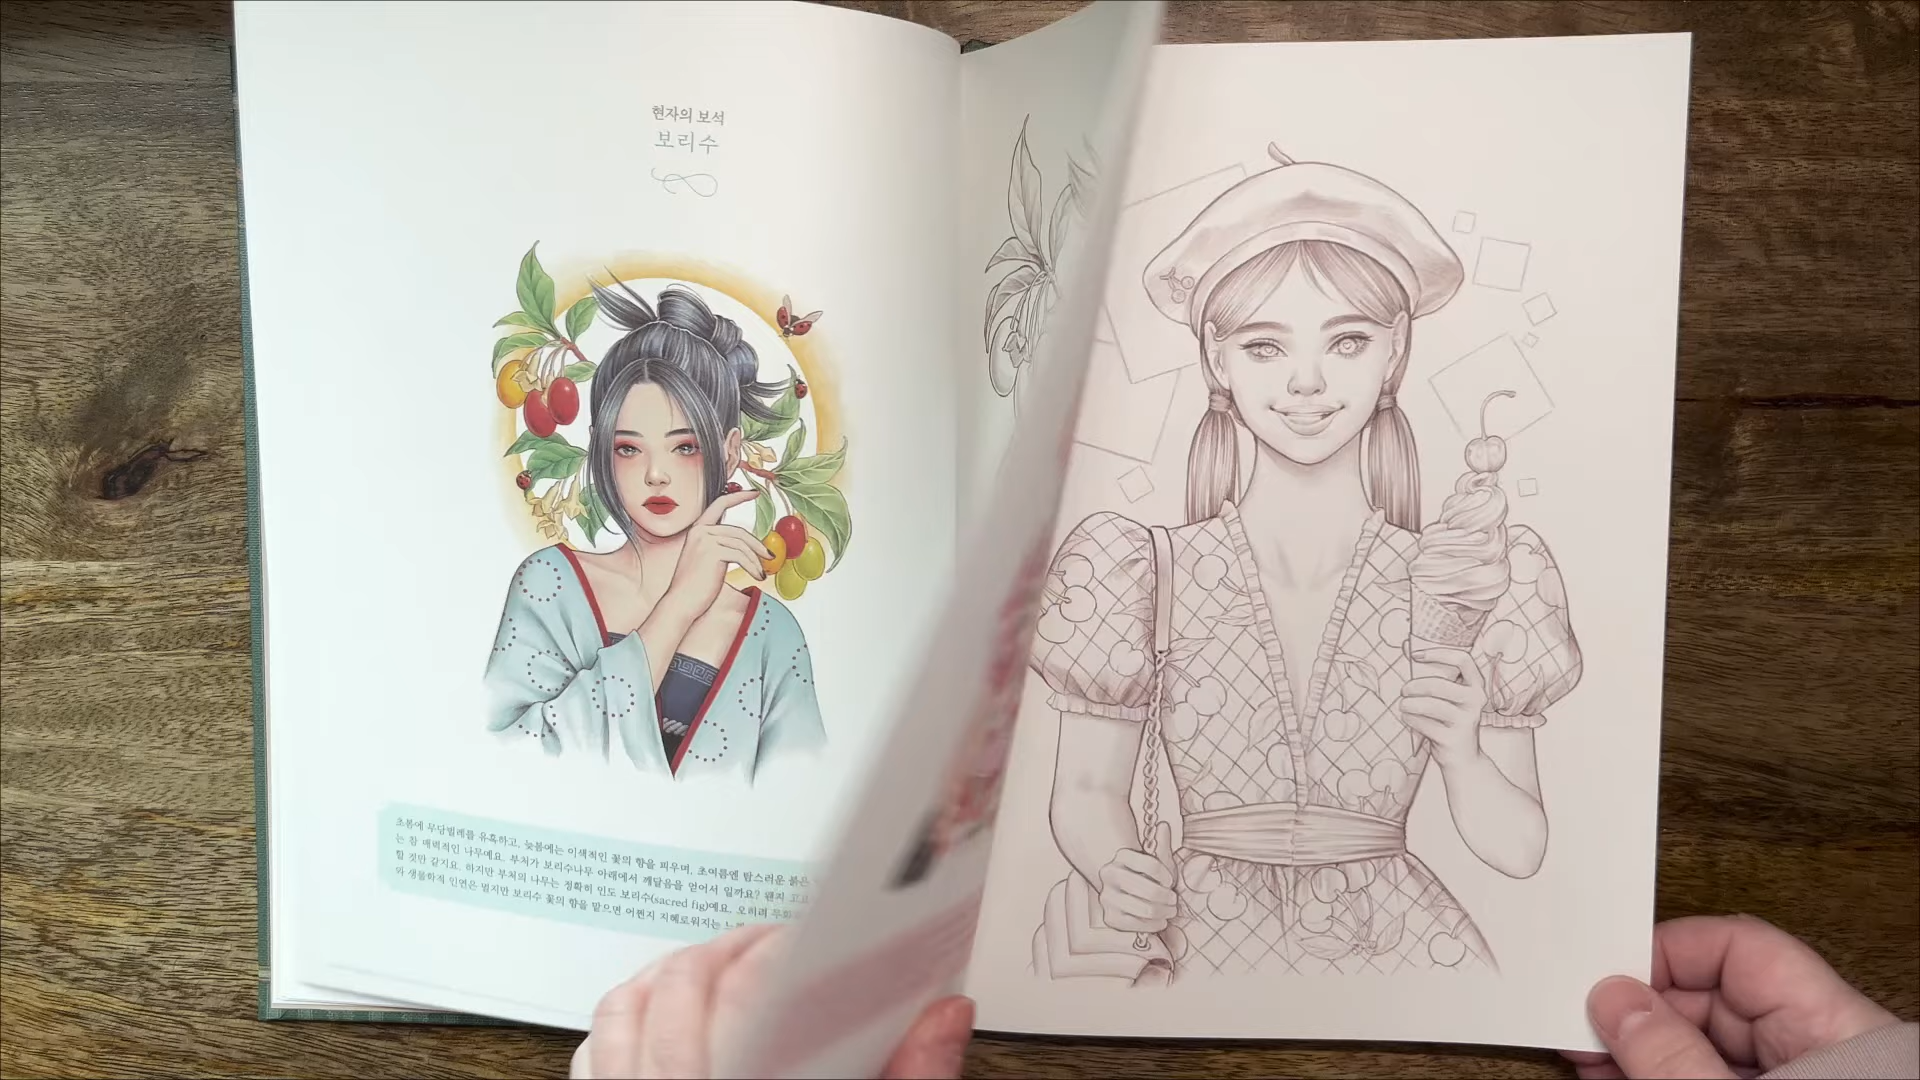 현자의 보석
보리수
초봄에 무당벌레를 유혹하고, 늦봄에는 이색적인 꽃의 향을 피우며, 초여름엔 탐스러운 붉은
는 참 매력적인 나무예요. 부처가 보리수나무 아래에서 깨달음을 얻어서 일까요? 왠지 고
할 것만 같지요. 하지만 부처의 나무는 정확히 인도 보리수(sacred fig)예요. 오히려
와 생물학적 인연은 멀지만 보리수 꽃의 향을 맡으면 어쩐지 지혜로워지는